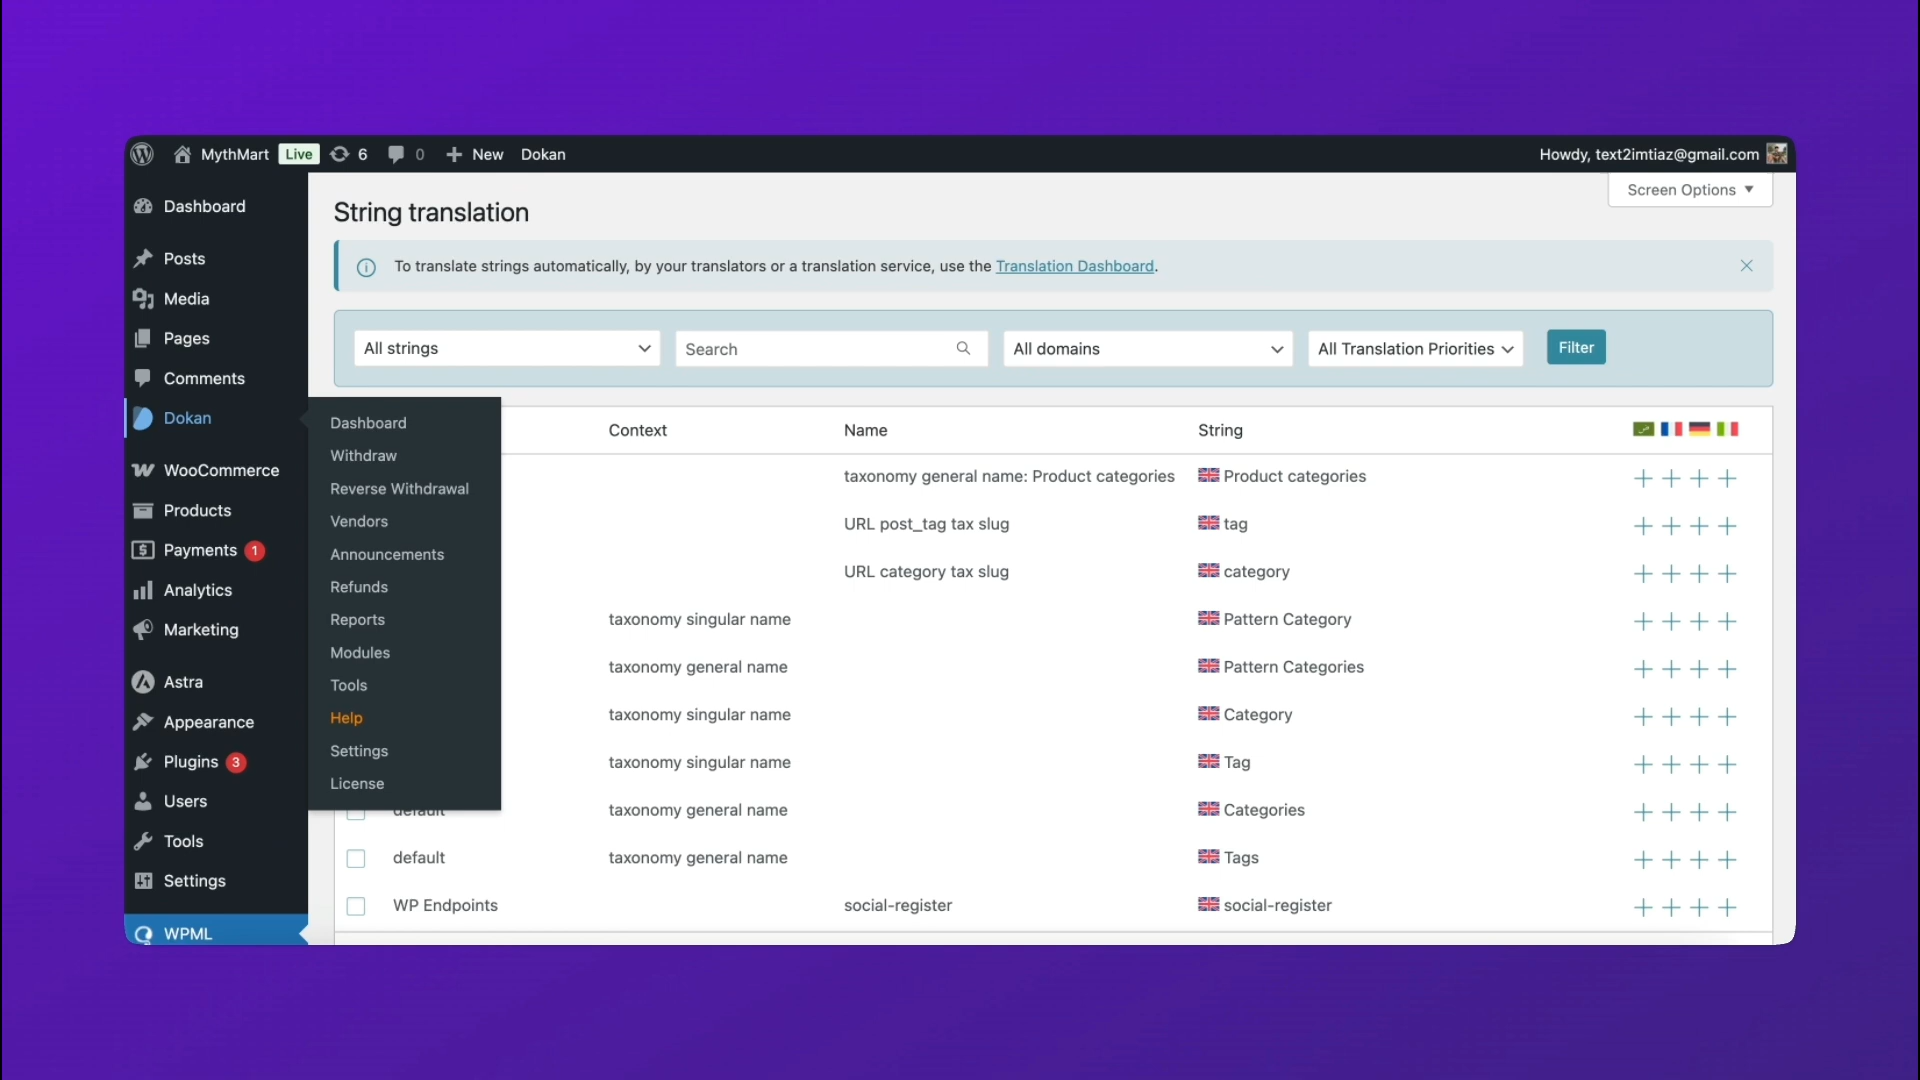 MythMart Live 6 0 New Dokan
Howdy, text2imtiaz@gmail.com
Screen Options
Dashboard
Posts
Media
Pages
Comments
Dokan
WooCommerce
Products
Payments 1
Analytics
Marketing
Astra
Appearance
Plugins 3
Users
Tools
Settings
WPML
Dashboard
Withdraw
Reverse Withdrawal
Vendors
Announcements
Refunds
Reports
Modules
Tools
Help
Settings
License
String translation
To translate strings automatically, by your translators or a translation service, use the Translation Dashboard.
All strings Search All domains All Translation Priorities Filter
Context Name String
taxonomy general name: Product categories Product categories
URL post_tag tax slug tag
URL category tax slug category
taxonomy singular name Pattern Category
taxonomy general name Pattern Categories
taxonomy singular name Category
taxonomy singular name Tag
default taxonomy general name Categories
default taxonomy general name Tags
WP Endpoints social-register social-register